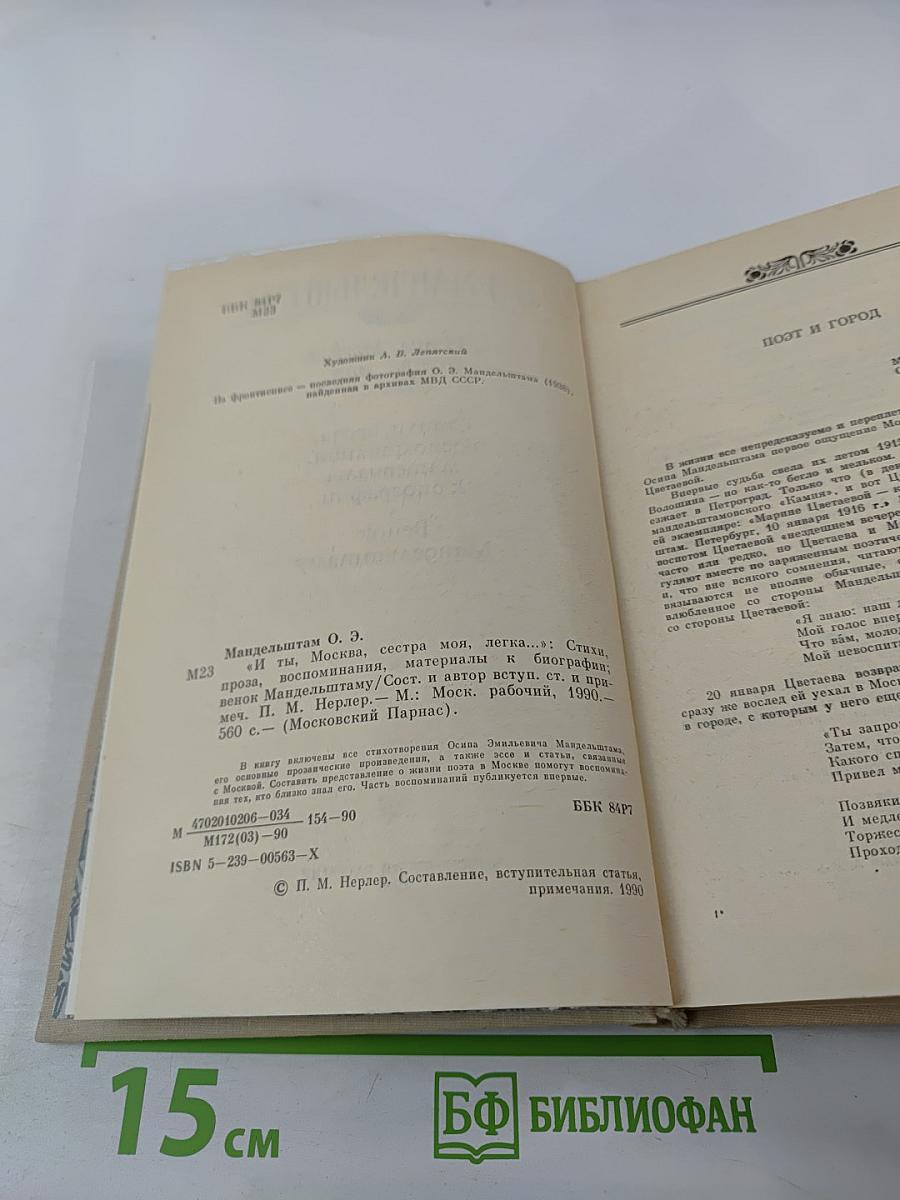 ББК 84Р7
М23
Художник А. В. Лепятский
На фронтисписе — последняя фотография О. Э. Мандельштама (1938),
найденная в архивах МВД СССР.
Мандельштам О. Э.
М23 «И ты, Москва, сестра моя, легка...»: Стихи,
проза, воспоминания, материалы к биографии;
венок Мандельштаму/Сост. и автор вступ. ст. и при-
меч. П. М. Нерлер.— М.: Моск. рабочий, 1990.—
560 с.— (Московский Парнас).
В книгу включены все стихотворения Осипа Эмильевича Мандельштама,
его основные прозаические произведения, а также эссе и статьи, связанные
с Москвой. Составить представление о жизни поэта в Москве помогут воспомина-
ния тех, кто близко знал его. Часть воспоминаний публикуется впервые.
М 4702010206—034 154—90
М172(03)—90
ББК 84Р7
ISBN 5—239—00563—X
© П. М. Нерлер. Составление, вступительная статья,
примечания. 1990
ПОЭТ И ГОРОД
В жизни все непредсказуемо и переплет
Осипа Мандельштама первое ощущение Мо
Цветаевой.
Впервые судьба свела их летом 191
Волошина — но как-то бегло и мельком.
езжает в Петроград. Только что (в де
мандельштамовского «Камня», и вот Ц
ей экземпляре: «Марине Цветаевой — к
штам. Петербург, 10 января 1916 г.»
воспетом Цветаевой «нездешнем вечере
часто или редко, но Цветаева и М
гуляют вместе по заряженным поэтиче
и, что вне всякого сомнения, читают
вязываются не вполне обычные,
влюбленное со стороны Мандельш
со стороны Цветаевой:
«Я знаю: наш д
Мой голос впер
Что вам, моло
Мой невоспита
20 января Цветаева возвра
сразу же вослед ей уехал в Моск
в городе, с которым у него еще
«Ты запро
Затем, что
Какого сп
Привел м
Позвяки
И медле
Торжес
Проход
1*
15 см
БФ БИБЛИОФАН